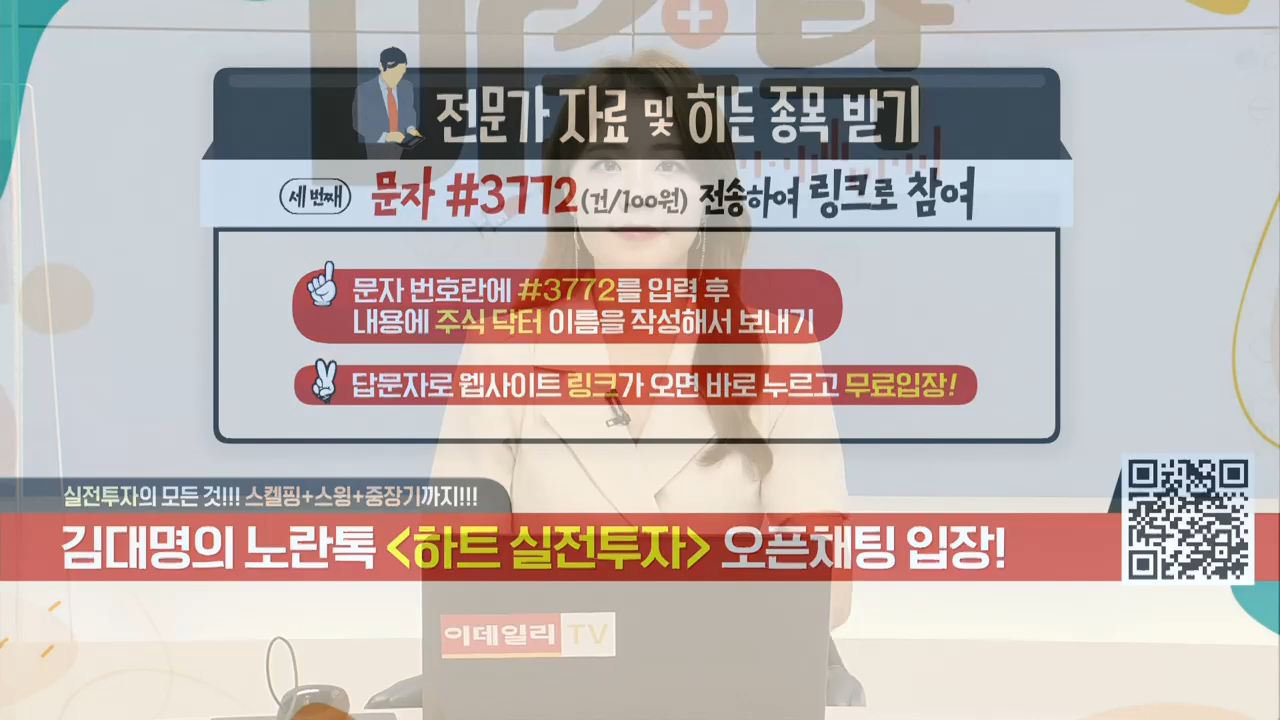 전문가 자료 및 히든 종목 받기
세 번째 문자 #3772(건/100원) 전송하여 링크로 참여
문자 번호란에 #3772를 입력 후
내용에 주식 닥터 이름을 작성해서 보내기
답문자로 웹사이트 링크가 오면 바로 누르고 무료입장!
실전투자의 모든 것!!! 스켈핑+스윙+중장기까지!!!
김대명의 노란톡 <하트 실전투자> 오픈채팅 입장!
이데일리 TV